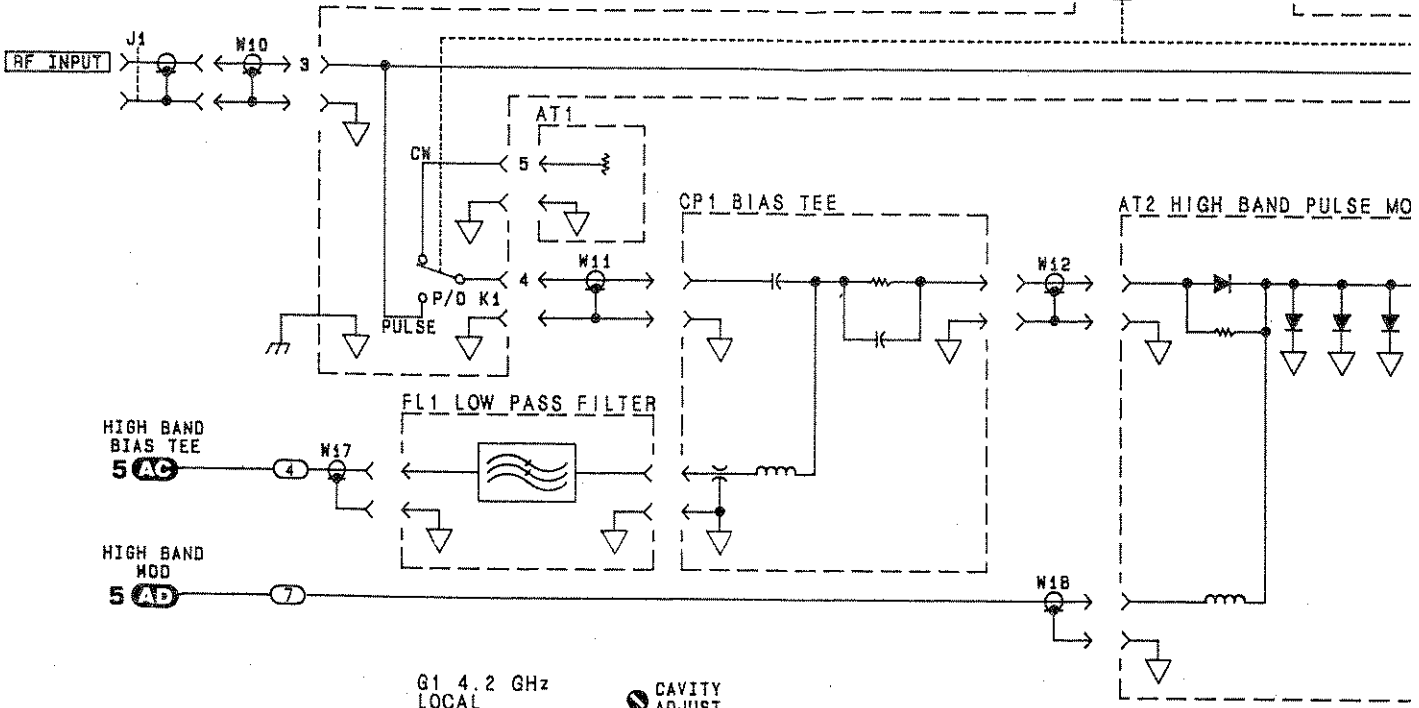 J1
RF INPUT
W10
3
AT1
CW
5
CP1 BIAS TEE
AT2 HIGH BAND PULSE MO
W11
4
W12
P/O K1
PULSE
FL1 LOW PASS FILTER
HIGH BAND
BIAS TEE
5 AC
4
W17
HIGH BAND
MOD
5 AD
7
W18
G1 4.2 GHz
LOCAL
CAVITY
ADJUST